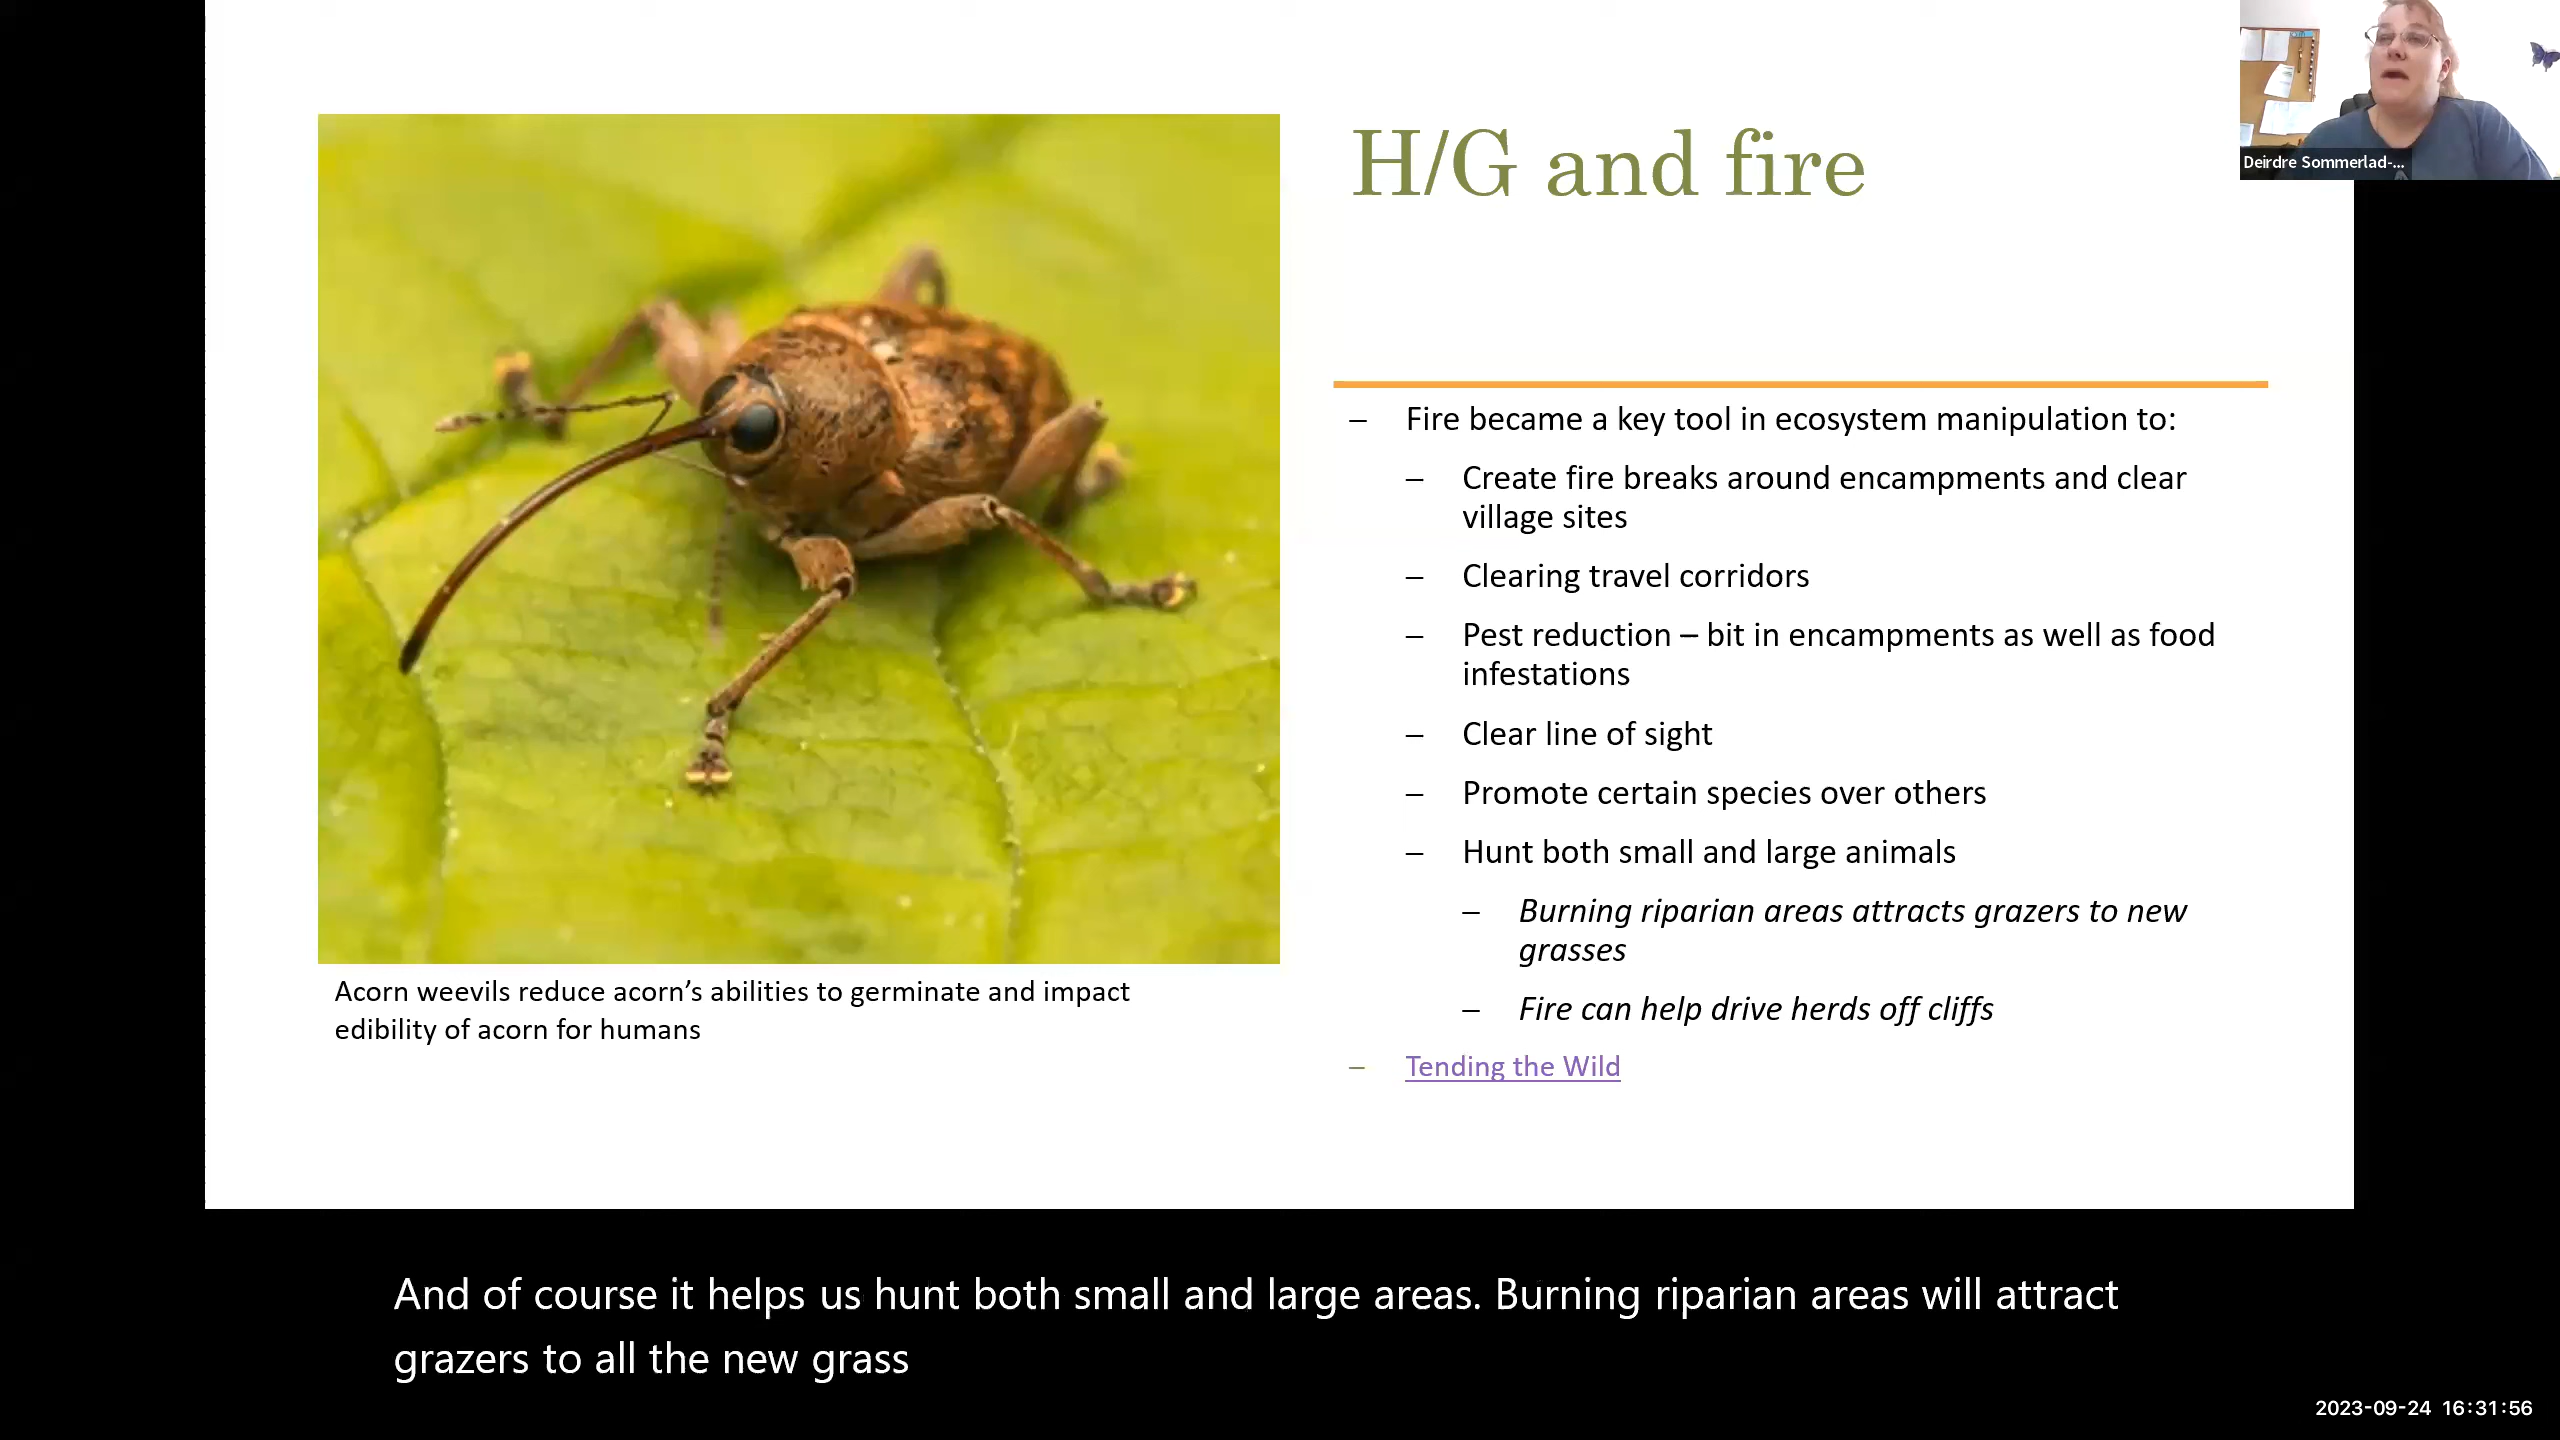 H/G and fire
Deirdre Sommerlad-...
– Fire became a key tool in ecosystem manipulation to:
– Create fire breaks around encampments and clear
village sites
– Clearing travel corridors
– Pest reduction – bit in encampments as well as food
infestations
– Clear line of sight
– Promote certain species over others
– Hunt both small and large animals
– Burning riparian areas attracts grazers to new
grasses
– Fire can help drive herds off cliffs
– Tending the Wild
Acorn weevils reduce acorn’s abilities to germinate and impact
edibility of acorn for humans
And of course it helps us hunt both small and large areas. Burning riparian areas will attract
grazers to all the new grass
2023-09-24 16:31:56